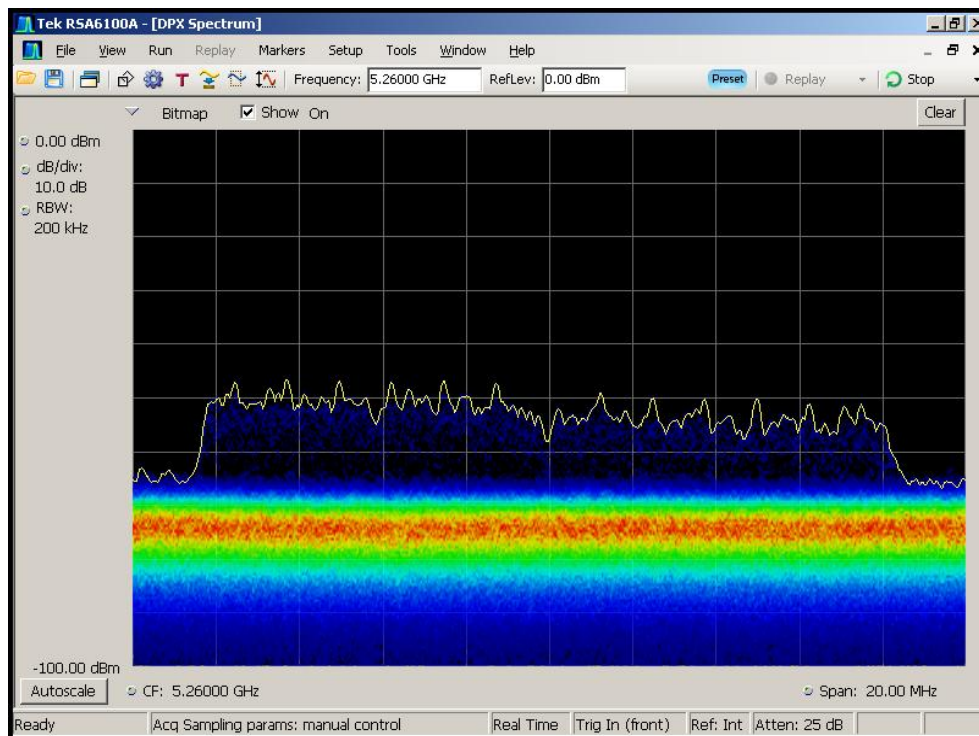 Tek RSA6100A - [DPX Spectrum]
File View Run Replay Markers Setup Tools Window Help
T Frequency: 5.26000 GHz RefLev: 0.00 dBm Preset Replay Stop
Bitmap Show On Clear
0.00 dBm
dB/div:
10.0 dB
RBW:
200 kHz
-100.00 dBm
Autoscale CF: 5.26000 GHz Span: 20.00 MHz
Ready Acq Sampling params: manual control Real Time Trig In (front) Ref: Int Atten: 25 dB